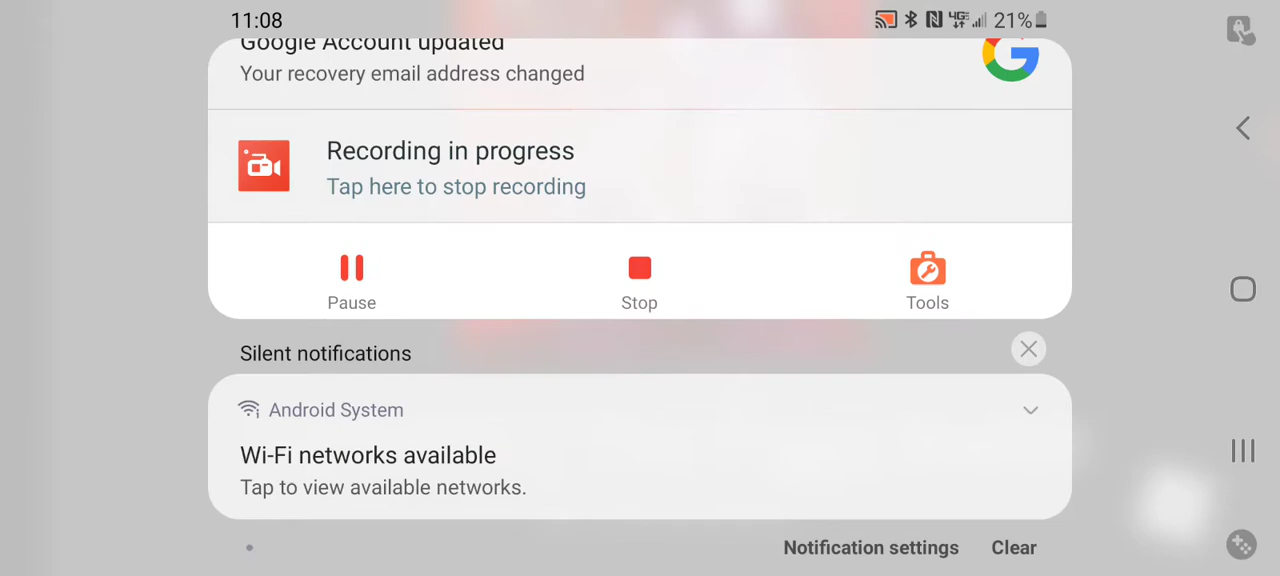 11:08
4GE 21%
Google Account updated
Your recovery email address changed
Recording in progress
Tap here to stop recording
Pause Stop Tools
Silent notifications
Android System
Wi-Fi networks available
Tap to view available networks.
Notification settings Clear